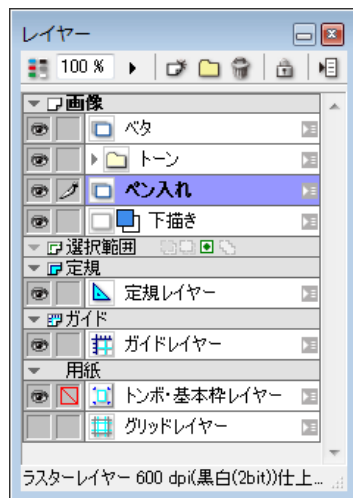 レイヤー
100 %
画像
ベタ
トーン
ペン入れ
下描き
選択範囲
定規
定規レイヤー
ガイド
ガイドレイヤー
用紙
トンボ・基本枠レイヤー
グリッドレイヤー
ラスターレイヤー 600 dpi(黒白(2bit))仕上...